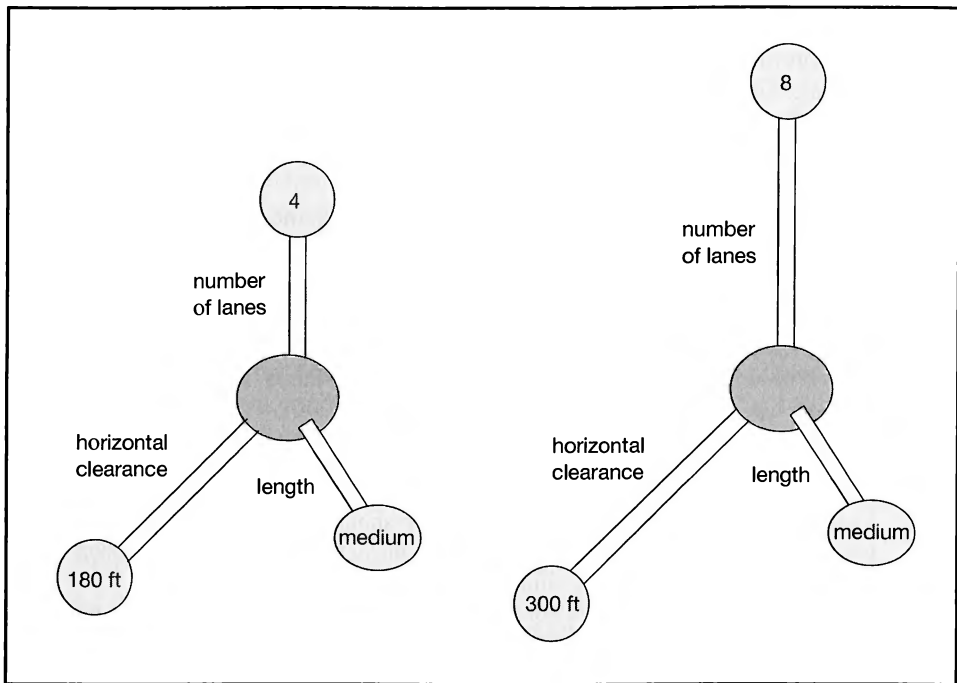 4
number
of lanes
horizontal
clearance
length
medium
180 ft
8
number
of lanes
horizontal
clearance
length
medium
300 ft